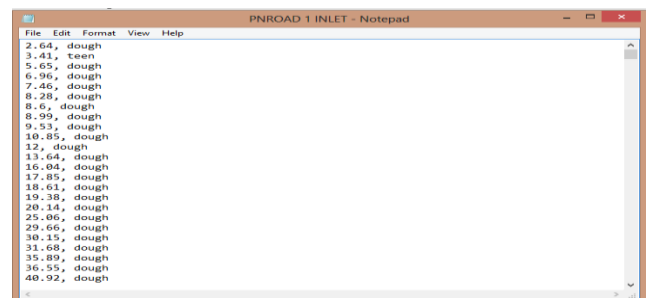 PNROAD 1 INLET - Notepad
File Edit Format View Help
2.64, dough
3.41, teen
5.65, dough
6.96, dough
7.46, dough
8.28, dough
8.6, dough
8.99, dough
9.53, dough
10.85, dough
12, dough
13.64, dough
16.04, dough
17.85, dough
18.61, dough
19.38, dough
20.14, dough
25.06, dough
29.66, dough
30.15, dough
31.68, dough
35.89, dough
36.55, dough
40.92, dough